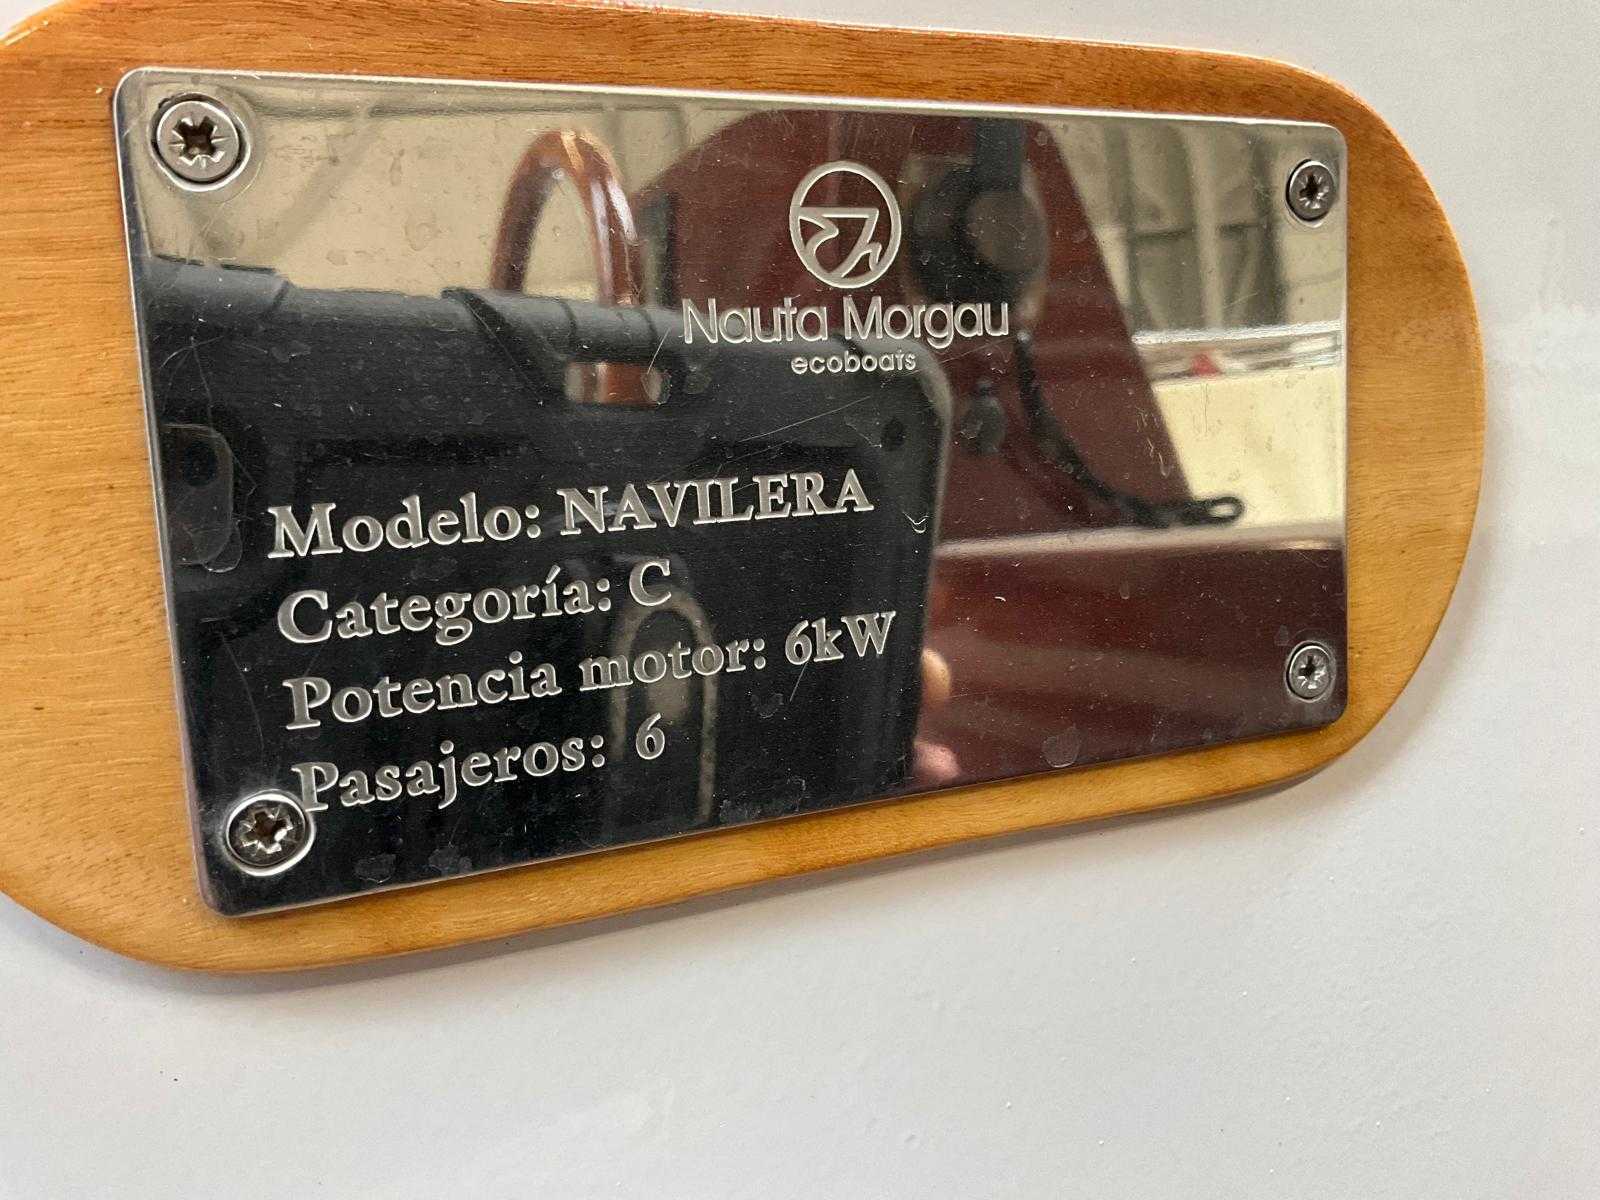 Nauta Morgau
ecoboats
Modelo: NAVILERA
Categoría: C
Potencia motor: 6kW
Pasajeros: 6